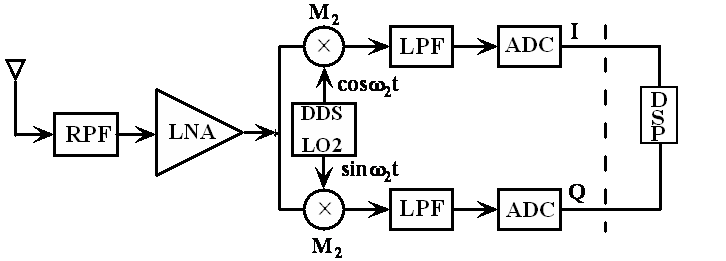 M2
RPF
LNA
×
LPF
ADC
I
cosω2t
DDS
LO2
D
S
P
sinω2t
×
LPF
ADC
Q
M2